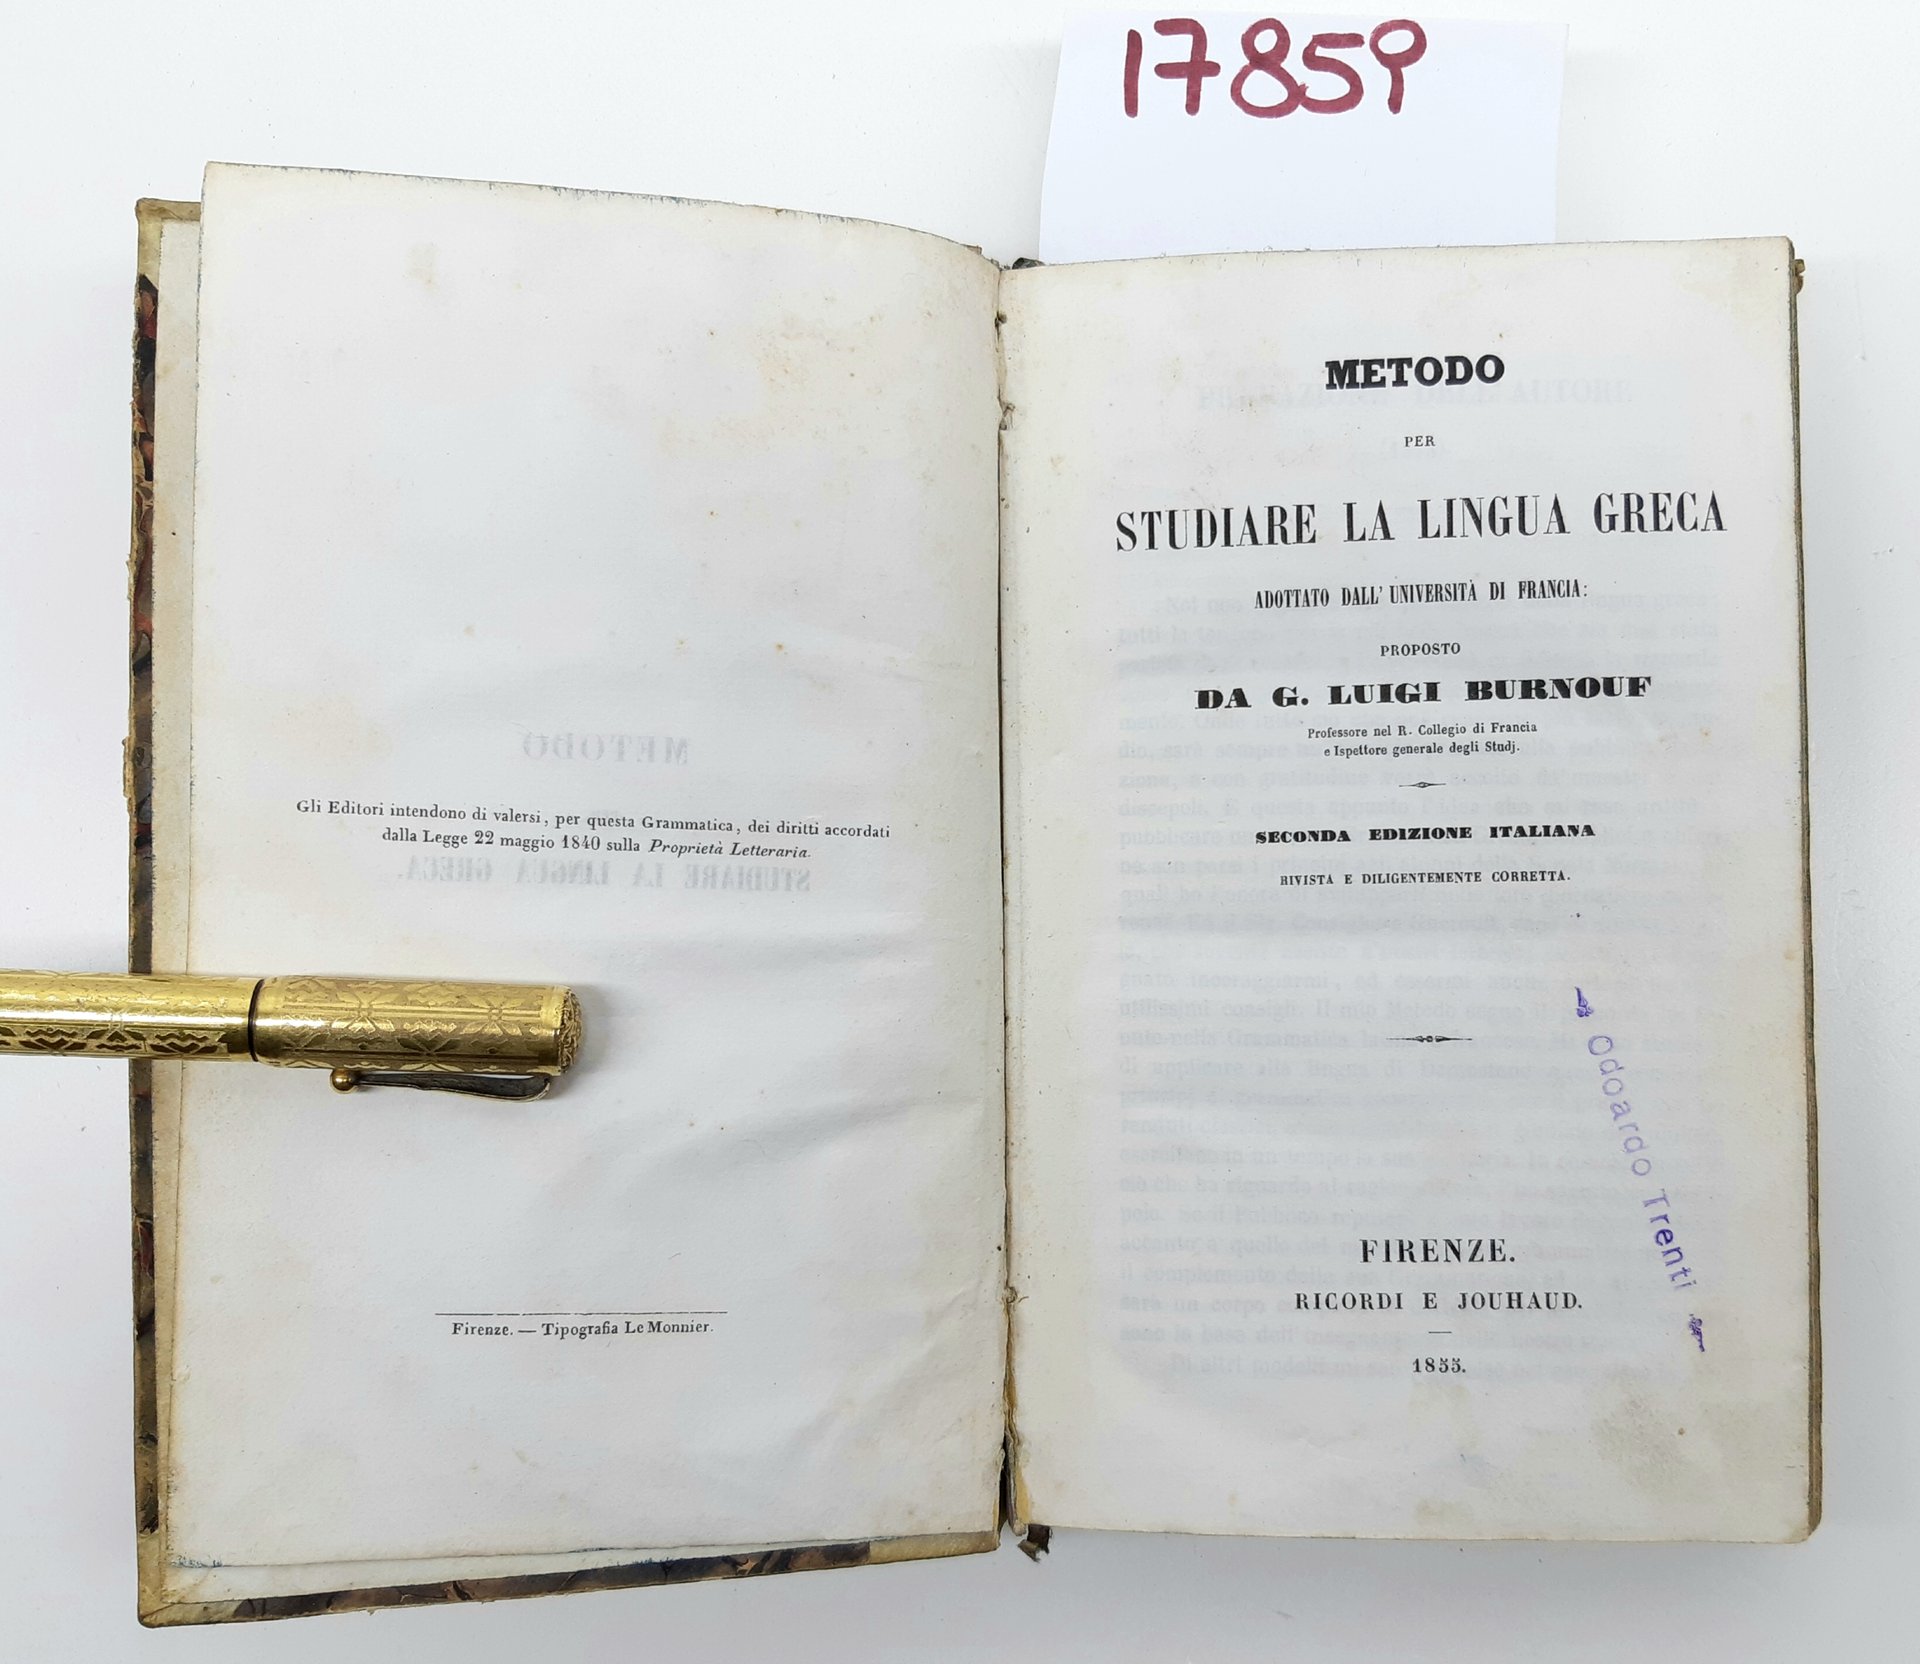 17859
Gli Editori intendono di valersi, per questa Grammatica, dei diritti accordati
dalla Legge 22 maggio 1840 sulla Proprietà Letteraria.
Firenze. — Tipografia Le Monnier.
METODO
PER
STUDIARE LA LINGUA GRECA
ADOTTATO DALL' UNIVERSITÀ DI FRANCIA:
PROPOSTO
DA G. LUIGI BURNOUF
Professore nel R. Collegio di Francia
e Ispettore generale degli Studj.
SECONDA EDIZIONE ITALIANA
RIVISTA E DILIGENTEMENTE CORRETTA.
Odoardo Trenti
FIRENZE.
RICORDI E JOUHAUD.
1855.